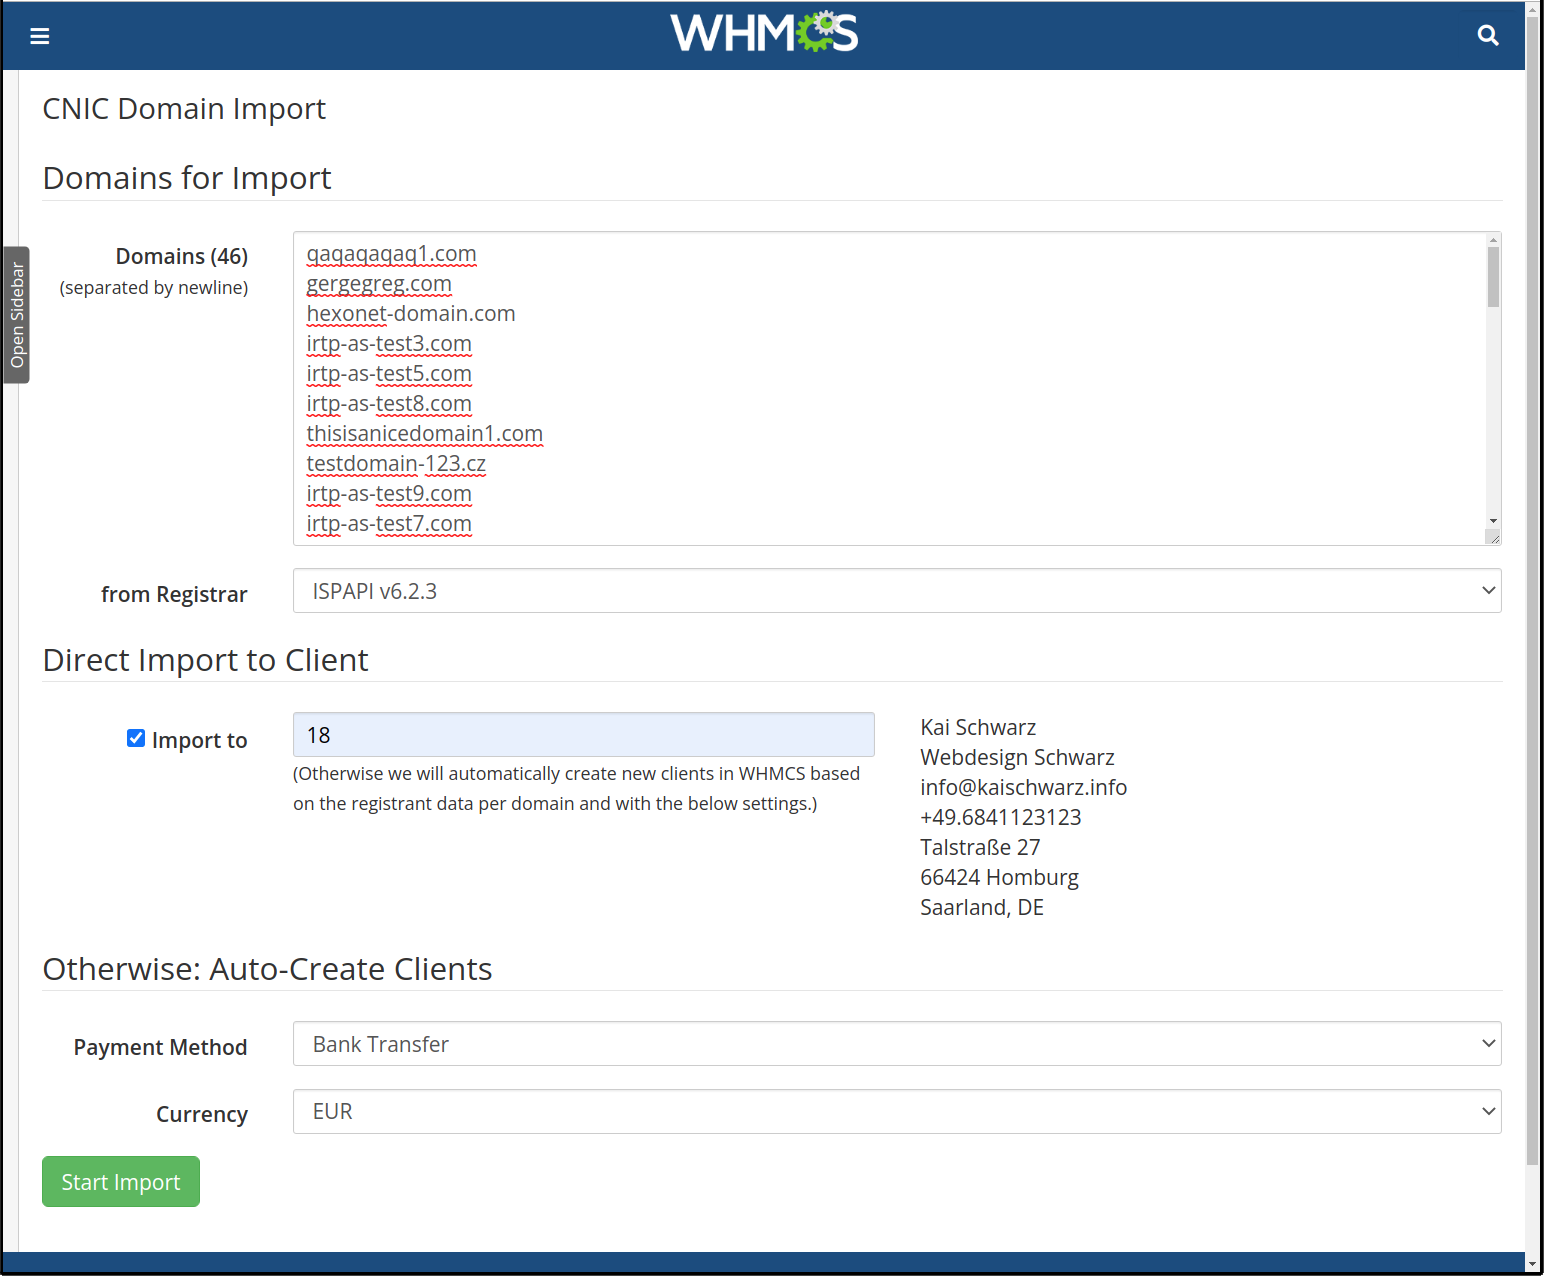 WHMCS
CNIC Domain Import
Domains for Import
Domains (46)
(separated by newline)
qaqaqaqaq1.com
gergegreg.com
hexonet-domain.com
irtp-as-test3.com
irtp-as-test5.com
irtp-as-test8.com
thisisanicedomain1.com
testdomain-123.cz
irtp-as-test9.com
irtp-as-test7.com
Open Sidebar
from Registrar
ISPAPI v6.2.3
Direct Import to Client
Import to
18
(Otherwise we will automatically create new clients in WHMCS based
on the registrant data per domain and with the below settings.)
Kai Schwarz
Webdesign Schwarz
info@kaischwarz.info
+49.6841123123
Talstraße 27
66424 Homburg
Saarland, DE
Otherwise: Auto-Create Clients
Payment Method
Bank Transfer
Currency
EUR
Start Import